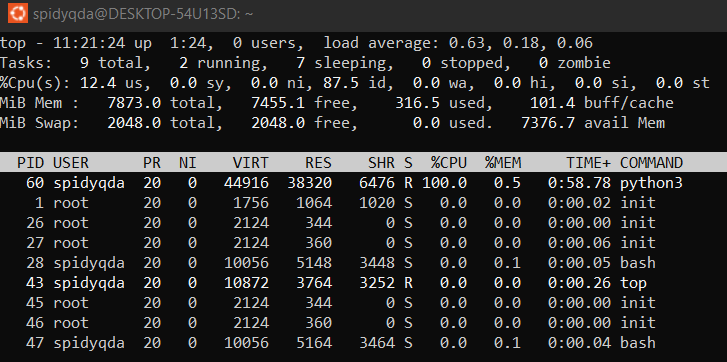 spidyqda@DESKTOP-54U13SD: ~
top - 11:21:24 up  1:24,  0 users,  load average: 0.63, 0.18, 0.06
Tasks:   9 total,   2 running,   7 sleeping,   0 stopped,   0 zombie
%Cpu(s): 12.4 us,  0.0 sy,  0.0 ni, 87.5 id,  0.0 wa,  0.0 hi,  0.0 si,  0.0 st
MiB Mem :   7873.0 total,   7455.1 free,    316.5 used,    101.4 buff/cache
MiB Swap:   2048.0 total,   2048.0 free,      0.0 used.   7376.7 avail Mem
PID USER      PR  NI    VIRT    RES    SHR S  %CPU  %MEM     TIME+ COMMAND
60 spidyqda  20   0   44916  38320   6476 R 100.0   0.5   0:58.78 python3
1 root      20   0    1756   1064   1020 S   0.0   0.0   0:00.02 init
26 root      20   0    2124    344      0 S   0.0   0.0   0:00.00 init
27 root      20   0    2124    360      0 S   0.0   0.0   0:00.06 init
28 spidyqda  20   0   10056   5148   3448 S   0.0   0.1   0:00.05 bash
43 spidyqda  20   0   10872   3764   3252 R   0.0   0.0   0:00.26 top
45 root      20   0    2124    344      0 S   0.0   0.0   0:00.00 init
46 root      20   0    2124    360      0 S   0.0   0.0   0:00.00 init
47 spidyqda  20   0   10056   5164   3464 S   0.0   0.1   0:00.04 bash